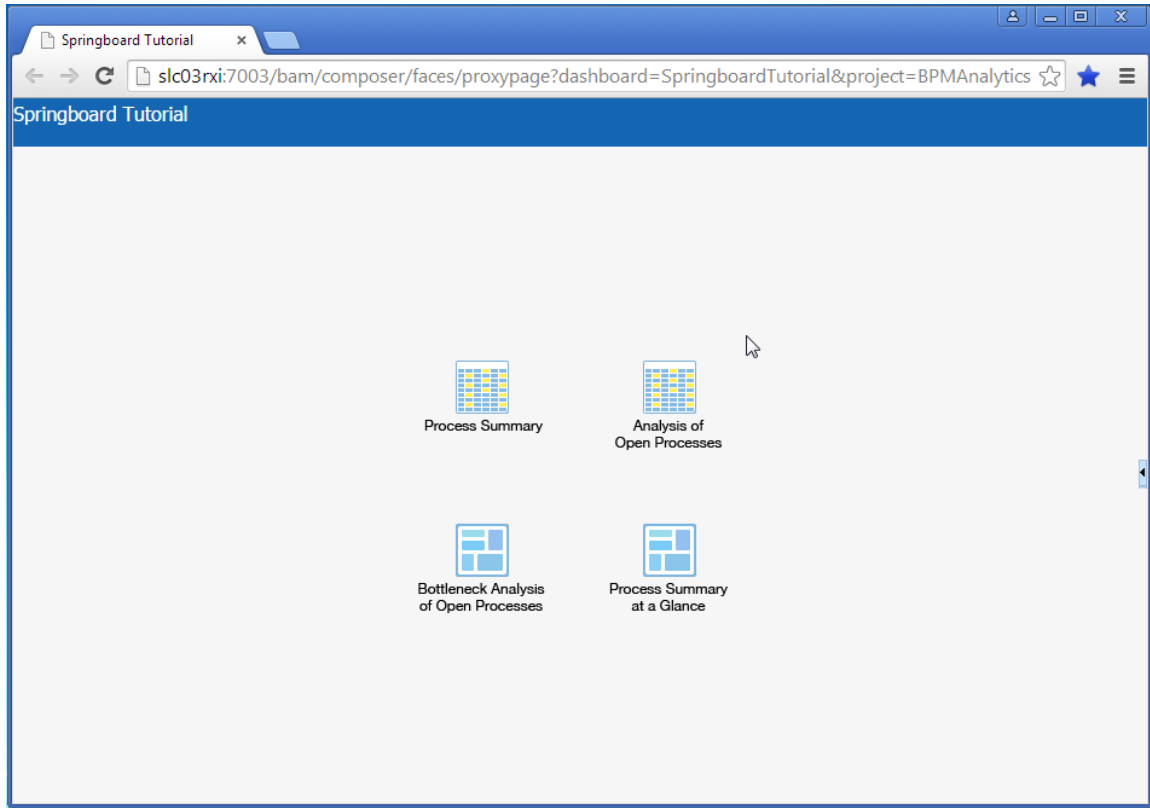 Springboard Tutorial
slc03rxi:7003/bam/composer/faces/proxypage?dashboard=SpringboardTutorial&project=BPMAnalytics
Springboard Tutorial
Process Summary
Analysis of
Open Processes
Bottleneck Analysis
of Open Processes
Process Summary
at a Glance